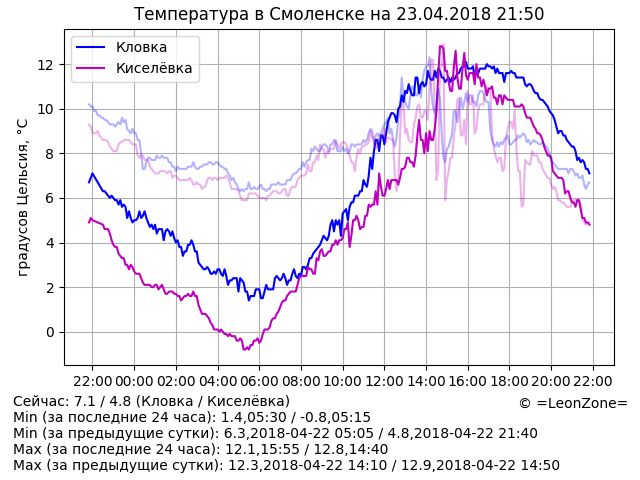 Температура в Смоленске на 23.04.2018 21:50
Кловка
Киселёвка
градусов Цельсия, °C
12
10
8
6
4
2
0
22:00 00:00 02:00 04:00 06:00 08:00 10:00 12:00 14:00 16:00 18:00 20:00 22:00
Сейчас: 7.1 / 4.8 (Кловка / Киселёвка)
© =LeonZone=
Min (за последние 24 часа): 1.4,05:30 / -0.8,05:15
Min (за предыдущие сутки): 6.3,2018-04-22 05:05 / 4.8,2018-04-22 21:40
Max (за последние 24 часа): 12.1,15:55 / 12.8,14:40
Max (за предыдущие сутки): 12.3,2018-04-22 14:10 / 12.9,2018-04-22 14:50